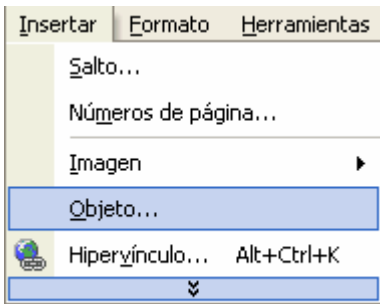 Insertar Formato Herramientas
Salto...
Números de página...
Imagen
Objeto...
Hipervínculo... Alt+Ctrl+K